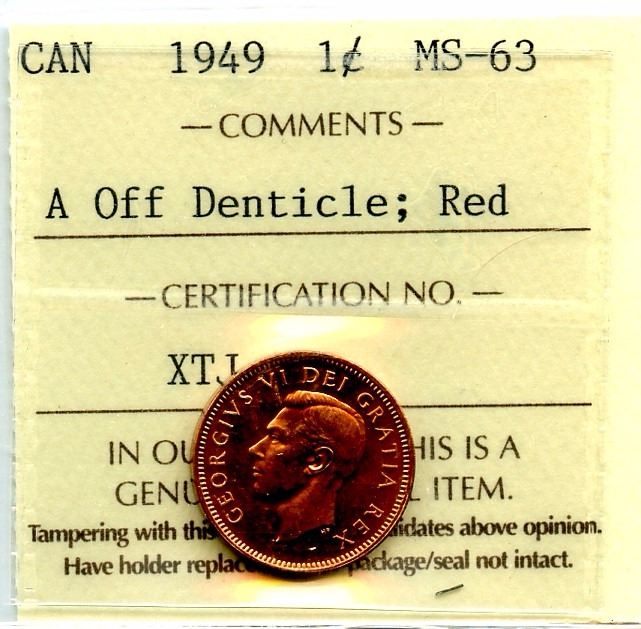 CAN 1949 1¢ MS-63
— COMMENTS —
A Off Denticle; Red
— CERTIFICATION NO. —
XTJ
GEORGIVS VI DEI GRATIA REX
IN OU HIS IS A
GENU L ITEM.
Tampering with this idates above opinion.
Have holder replac package/seal not intact.